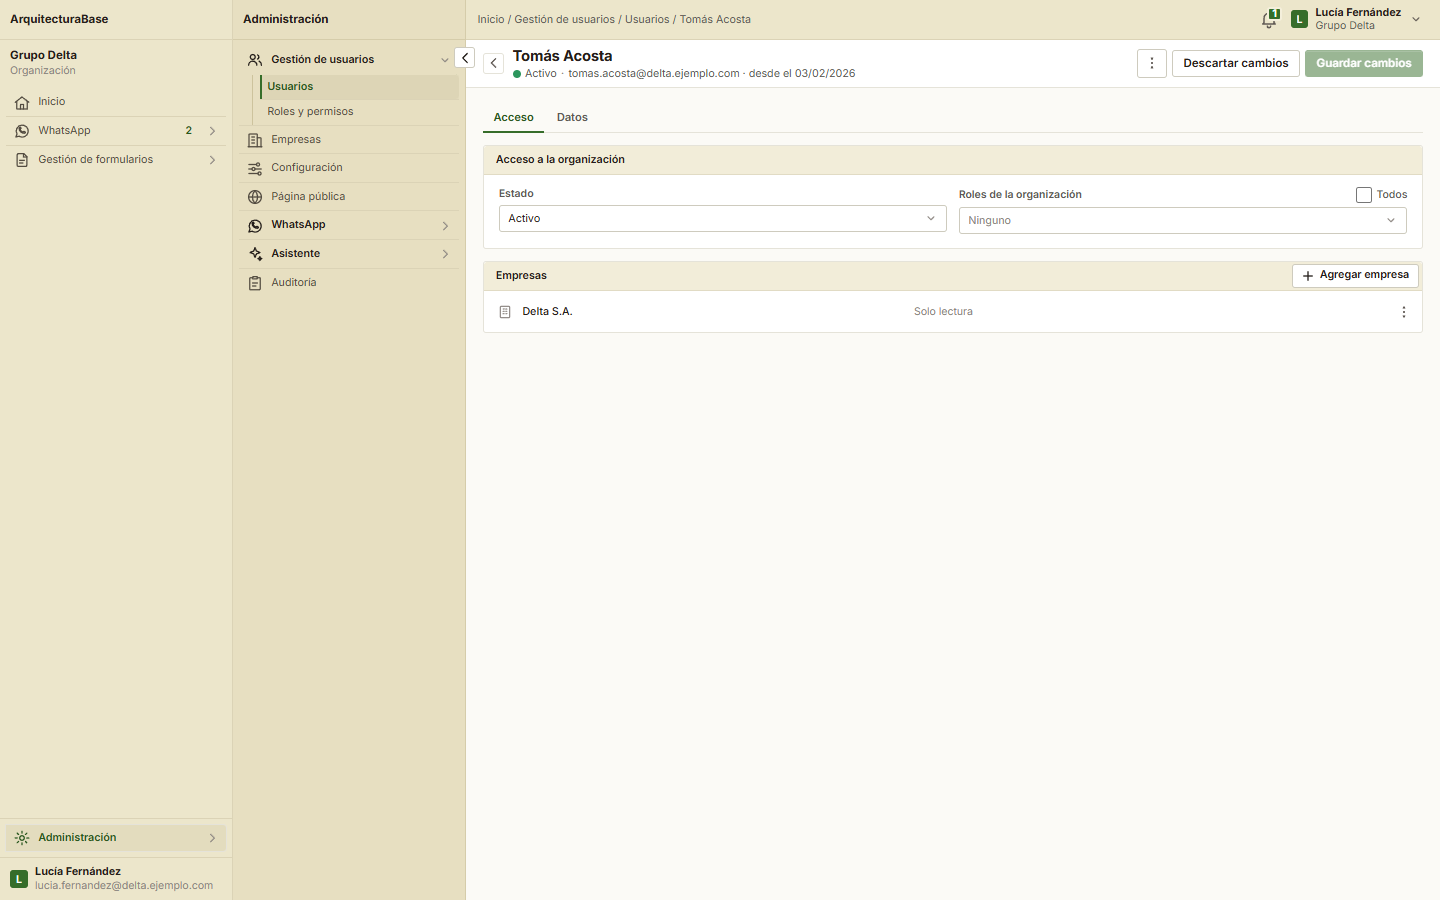 ArquitecturaBase
Grupo Delta
Organización
Inicio
WhatsApp 2
Gestión de formularios
Administración
Lucía Fernández
L
lucia.fernandez@delta.ejemplo.com
Administración
Gestión de usuarios
Usuarios
Roles y permisos
Empresas
Configuración
Página pública
WhatsApp
Asistente
Auditoría
Inicio / Gestión de usuarios / Usuarios / Tomás Acosta
1
L
Lucía Fernández
Grupo Delta
Tomás Acosta
Activo · tomas.acosta@delta.ejemplo.com · desde el 03/02/2026
Descartar cambios
Guardar cambios
Acceso Datos
Acceso a la organización
Estado
Activo
Roles de la organización
Todos
Ninguno
Empresas
Agregar empresa
Delta S.A. Solo lectura